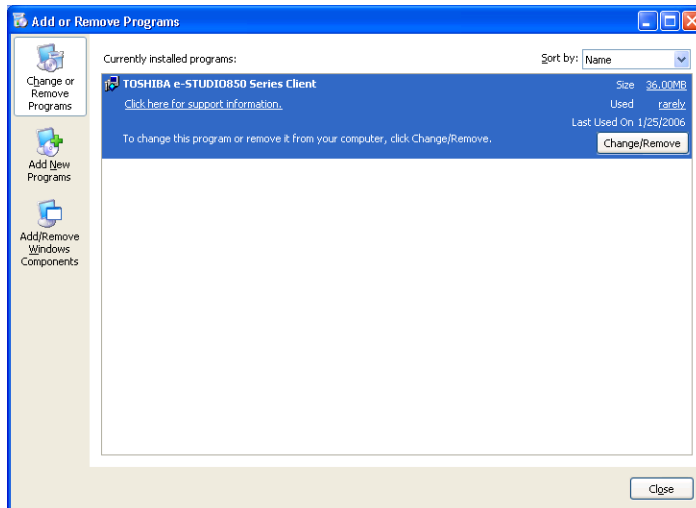 Add or Remove Programs
Currently installed programs:
Sort by: Name
Change or
Remove
Programs
TOSHIBA e-STUDIO850 Series Client
Size 36.00MB
Click here for support information.
Used rarely
Last Used On 1/25/2006
To change this program or remove it from your computer, click Change/Remove.
Change/Remove
Add New
Programs
Add/Remove
Windows
Components
Close